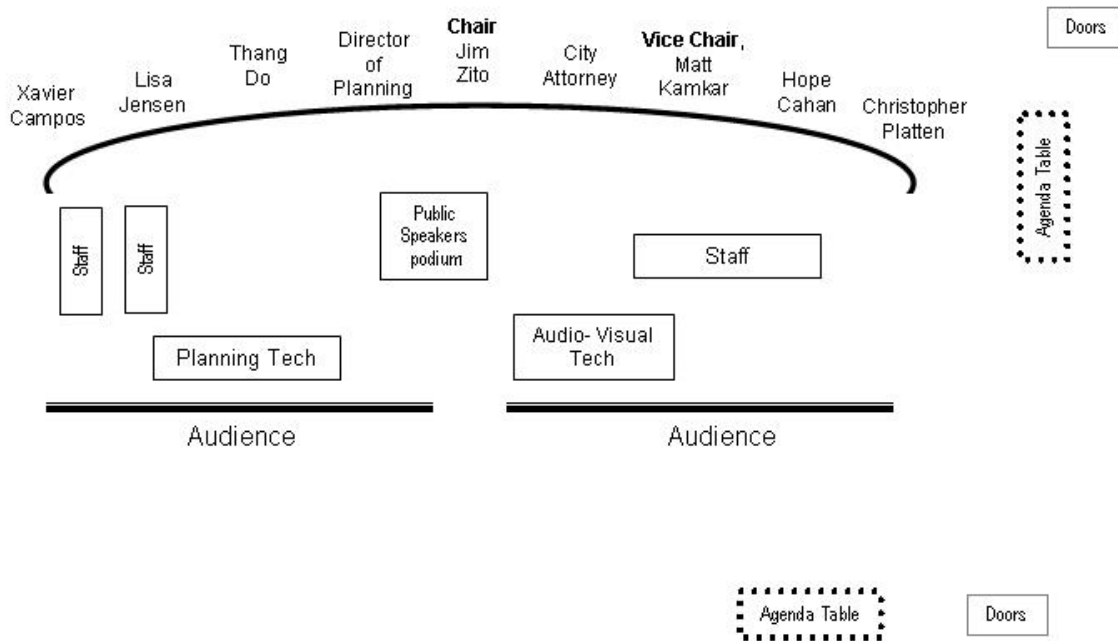 Xavier
Campos
Lisa
Jensen
Thang
Do
Director
of
Planning
Chair
Jim
Zito
City
Attorney
Vice Chair,
Matt
Kamkar
Hope
Cahan
Christopher
Platten
Doors
Agenda Table
Staff
Staff
Public
Speakers
podium
Staff
Planning Tech
Audio- Visual
Tech
Audience
Audience
Agenda Table
Doors